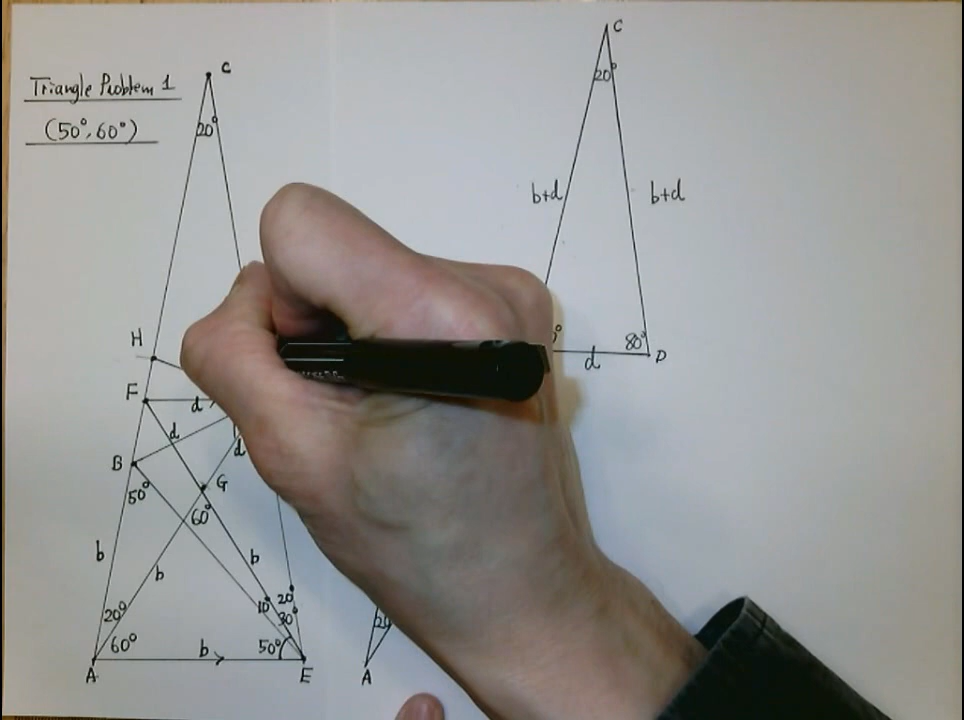 Triangle Problem 1
(50°, 60°)
C
20°
H
F
d
d
d
B
50°
G
60°
b
b
b
10
20
30°
20°
60°
b
50°
A
E
C
20°
b+d
b+d
80°
d
D
A